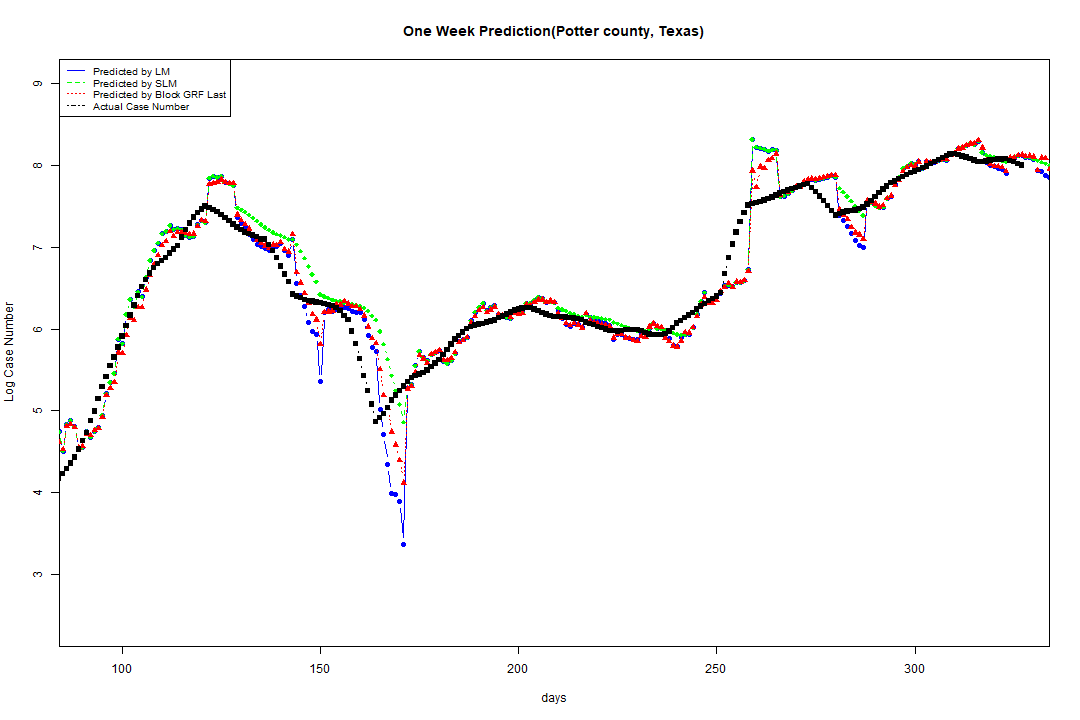 One Week Prediction(Potter county, Texas)
Predicted by LM
Predicted by SLM
Predicted by Block GRF Last
Actual Case Number
9
8
7
6
5
4
3
Log Case Number
100 150 200 250 300
days